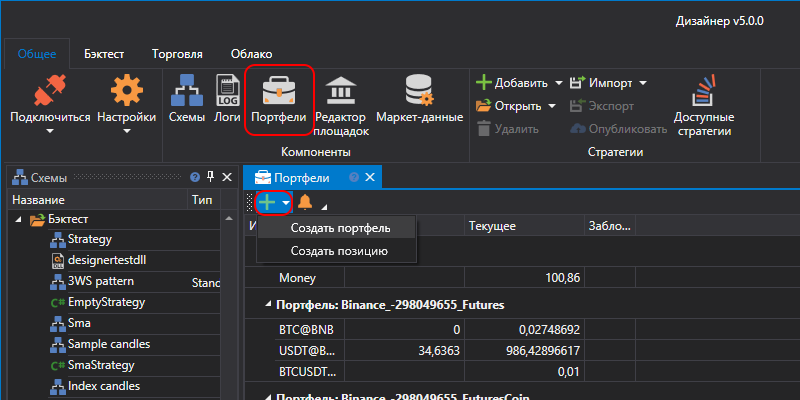 Дизайнер v5.0.0
Общее Бэктест Торговля Облако
Подключиться Настройки Схемы LOG Логи Портфели Редактор площадок Маркет-данные
Добавить Импорт
Открыть Экспорт
Удалить Опубликовать
Доступные стратегии
Компоненты Стратегии
Схемы
Портфели
Название Тип
Бэктест
Strategy
DLL designertestdll
3WS pattern Stand
C# EmptyStrategy
Sma
Sample candles
C# SmaStrategy
Index candles
Создать портфель
Создать позицию
Текущее Забло...
Money 100,86
Портфель: Binance_-298049655_Futures
BTC@BNB 0 0,02748692
USDT@B... 34,6363 986,42896617
BTCUSDT... 0,01
Портфель: Binance_-298049655_FuturesCoin